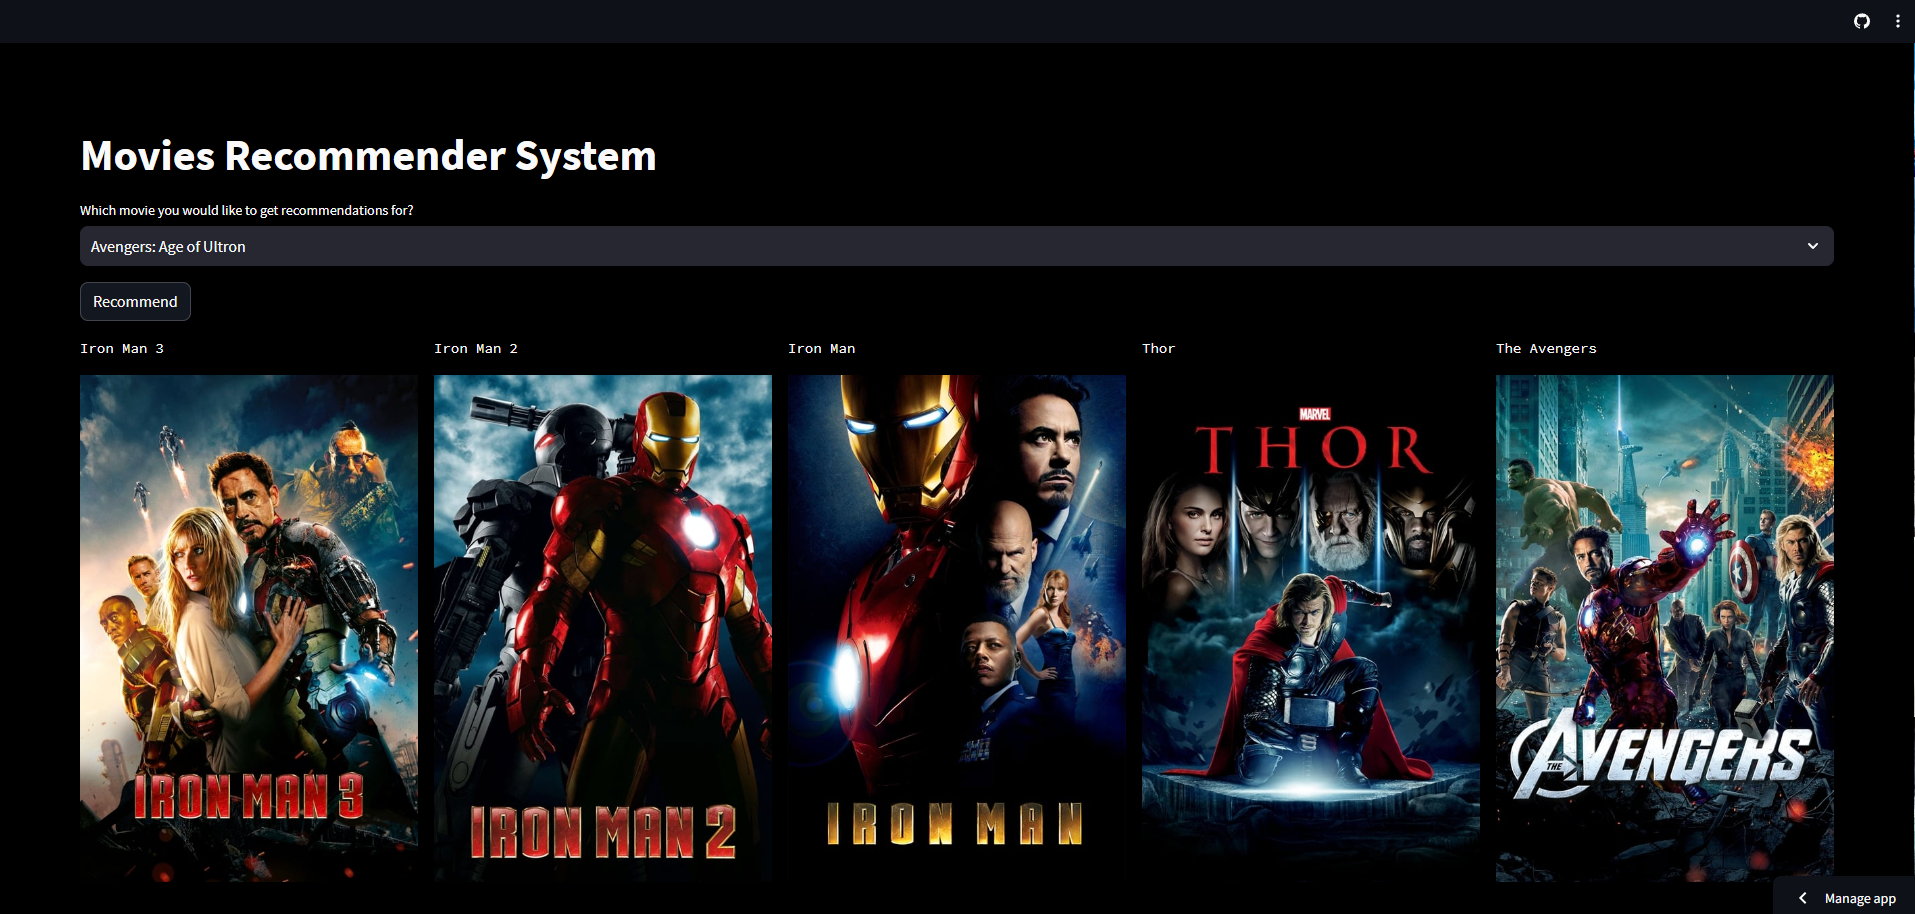 Movies Recommender System
Which movie you would like to get recommendations for?
Avengers: Age of Ultron
Recommend
Iron Man 3
Iron Man 2
Iron Man
Thor
The Avengers
IRON MAN 3
IRON MAN 2
IRON MAN
MARVEL
THOR
THE AVENGERS
Manage app